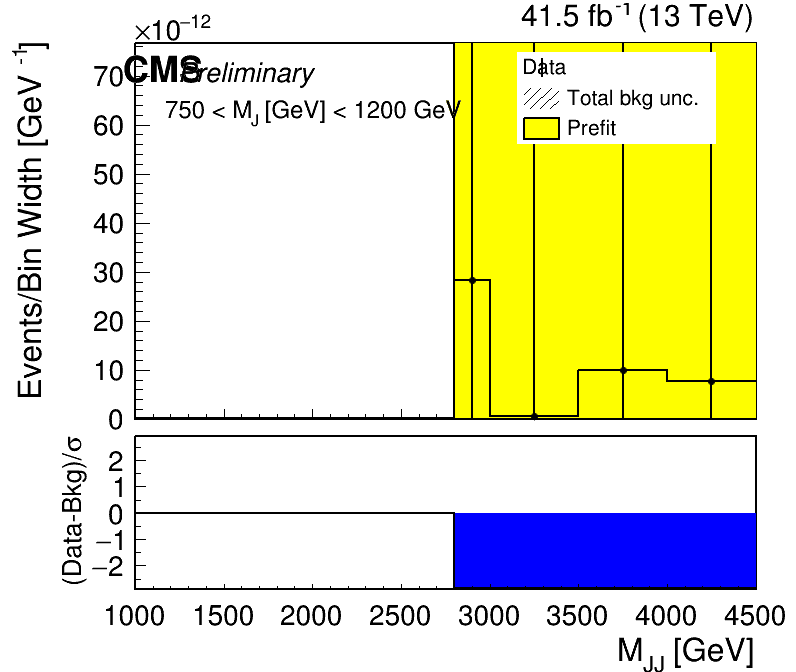 ×10⁻¹²
41.5 fb⁻¹ (13 TeV)
CMS Preliminary
750 < M_J [GeV] < 1200 GeV
Data
Total bkg unc.
Prefit
Events/Bin Width [GeV⁻¹]
70
60
50
40
30
20
10
0
(Data-Bkg)/σ
2
1
0
−1
−2
1000 1500 2000 2500 3000 3500 4000 4500
M_JJ [GeV]